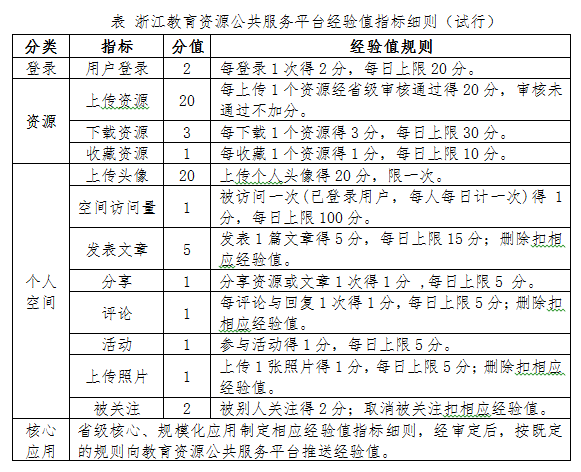 表 浙江教育资源公共服务平台经验值指标细则（试行）
分类 指标 分值 经验值规则
登录 用户登录 2 每登录1次得2分，每日上限20分。
资源 上传资源 20 每上传1个资源经省级审核通过得20分，审核未
通过不加分。
下载资源 3 每下载1个资源得3分，每日上限30分。
收藏资源 1 每收藏1个资源得1分，每日上限10分。
个人
空间
上传头像 20 上传个人头像得20分，限一次。
空间访问量 1 被访问一次(已登录用户，每人每日计一次)得 1
分，每日上限100分。
发表文章 5 发表1篇文章得5分，每日上限15分；删除扣相
应经验值。
分享 1 分享资源或文章1次得1分 ,每日上限5 分。
评论 1 每评论与回复1次得1分,每日上限5分；删除扣
相应经验值。
活动 1 参与活动得1分，每日上限5分。
上传照片 1 上传1张照片得1分，每日上限5分；删除扣相应
经验值。
被关注 2 被别人关注得2分；取消被关注扣相应经验值。
核心
应用
省级核心、规模化应用制定相应经验值指标细则，经审定后，按既定
的规则向教育资源公共服务平台推送经验值。